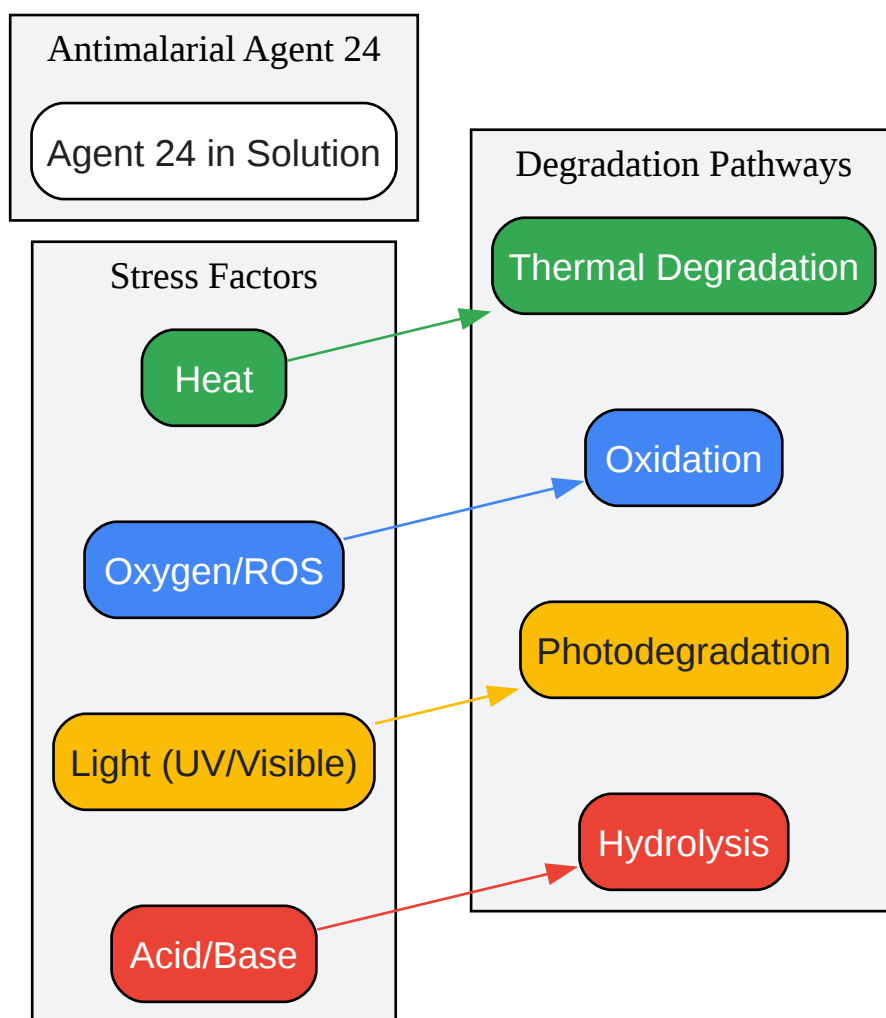 Antimalarial Agent 24
Agent 24 in Solution
Stress Factors
Heat
Oxygen/ROS
Light (UV/Visible)
Acid/Base
Degradation Pathways
Thermal Degradation
Oxidation
Photodegradation
Hydrolysis